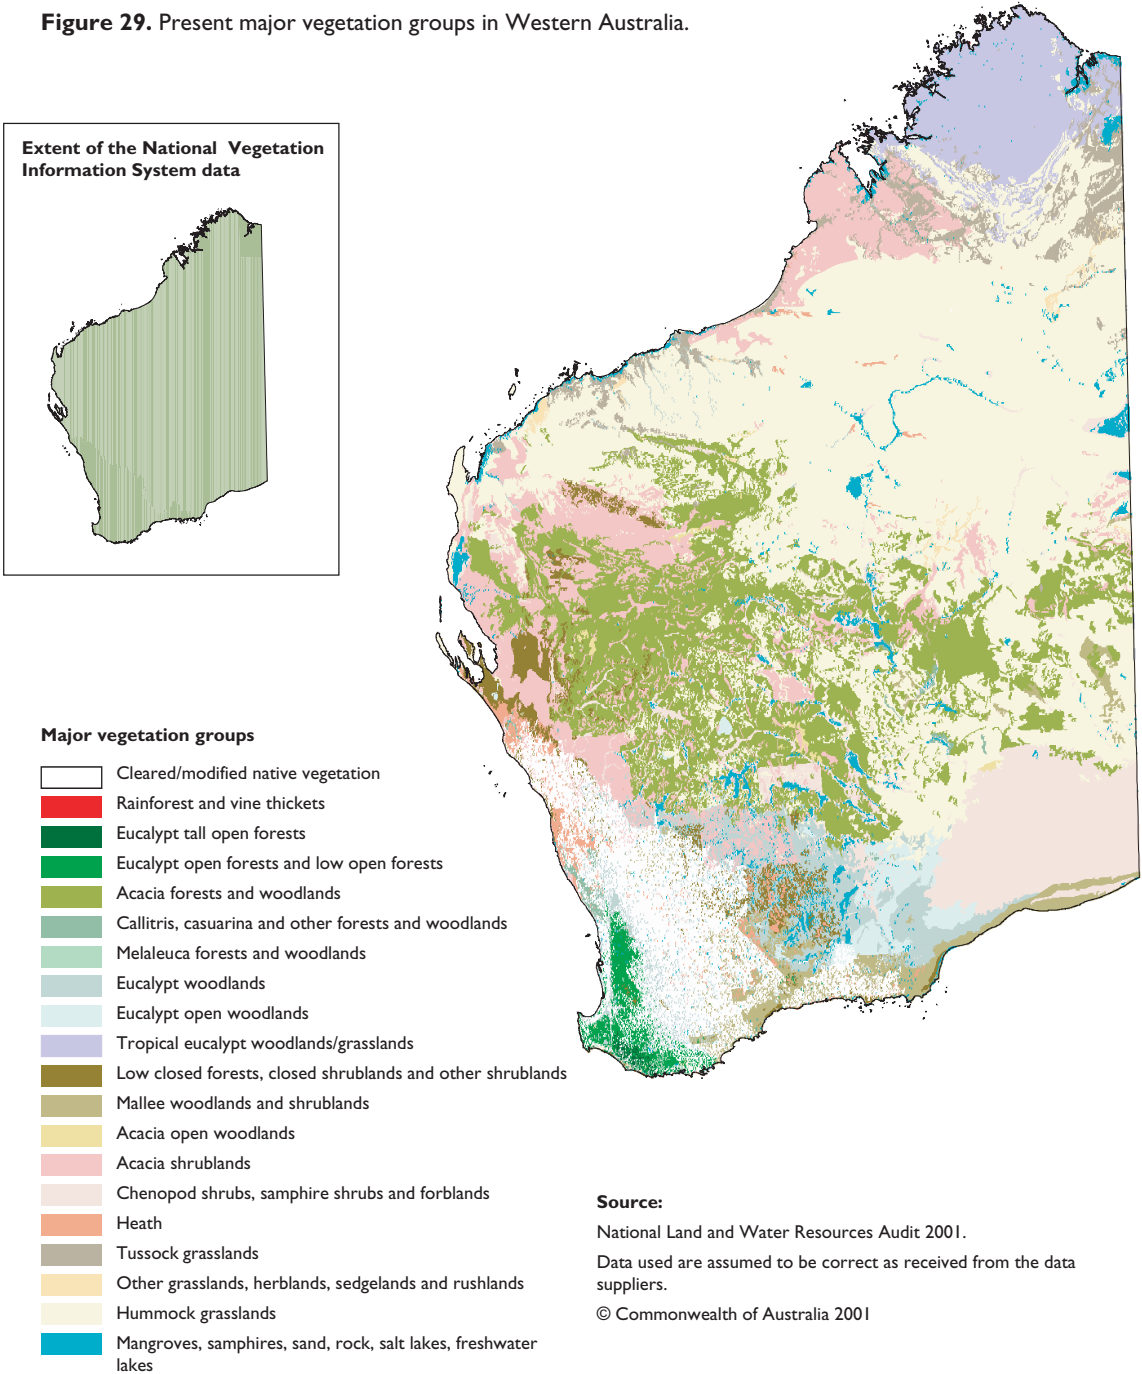 Figure 29. Present major vegetation groups in Western Australia.
Extent of the National Vegetation
Information System data
Major vegetation groups
Cleared/modified native vegetation
Rainforest and vine thickets
Eucalypt tall open forests
Eucalypt open forests and low open forests
Acacia forests and woodlands
Callitris, casuarina and other forests and woodlands
Melaleuca forests and woodlands
Eucalypt woodlands
Eucalypt open woodlands
Tropical eucalypt woodlands/grasslands
Low closed forests, closed shrublands and other shrublands
Mallee woodlands and shrublands
Acacia open woodlands
Acacia shrublands
Chenopod shrubs, samphire shrubs and forblands
Heath
Tussock grasslands
Other grasslands, herblands, sedgelands and rushlands
Hummock grasslands
Mangroves, samphires, sand, rock, salt lakes, freshwater
lakes
Source:
National Land and Water Resources Audit 2001.
Data used are assumed to be correct as received from the data
suppliers.
© Commonwealth of Australia 2001